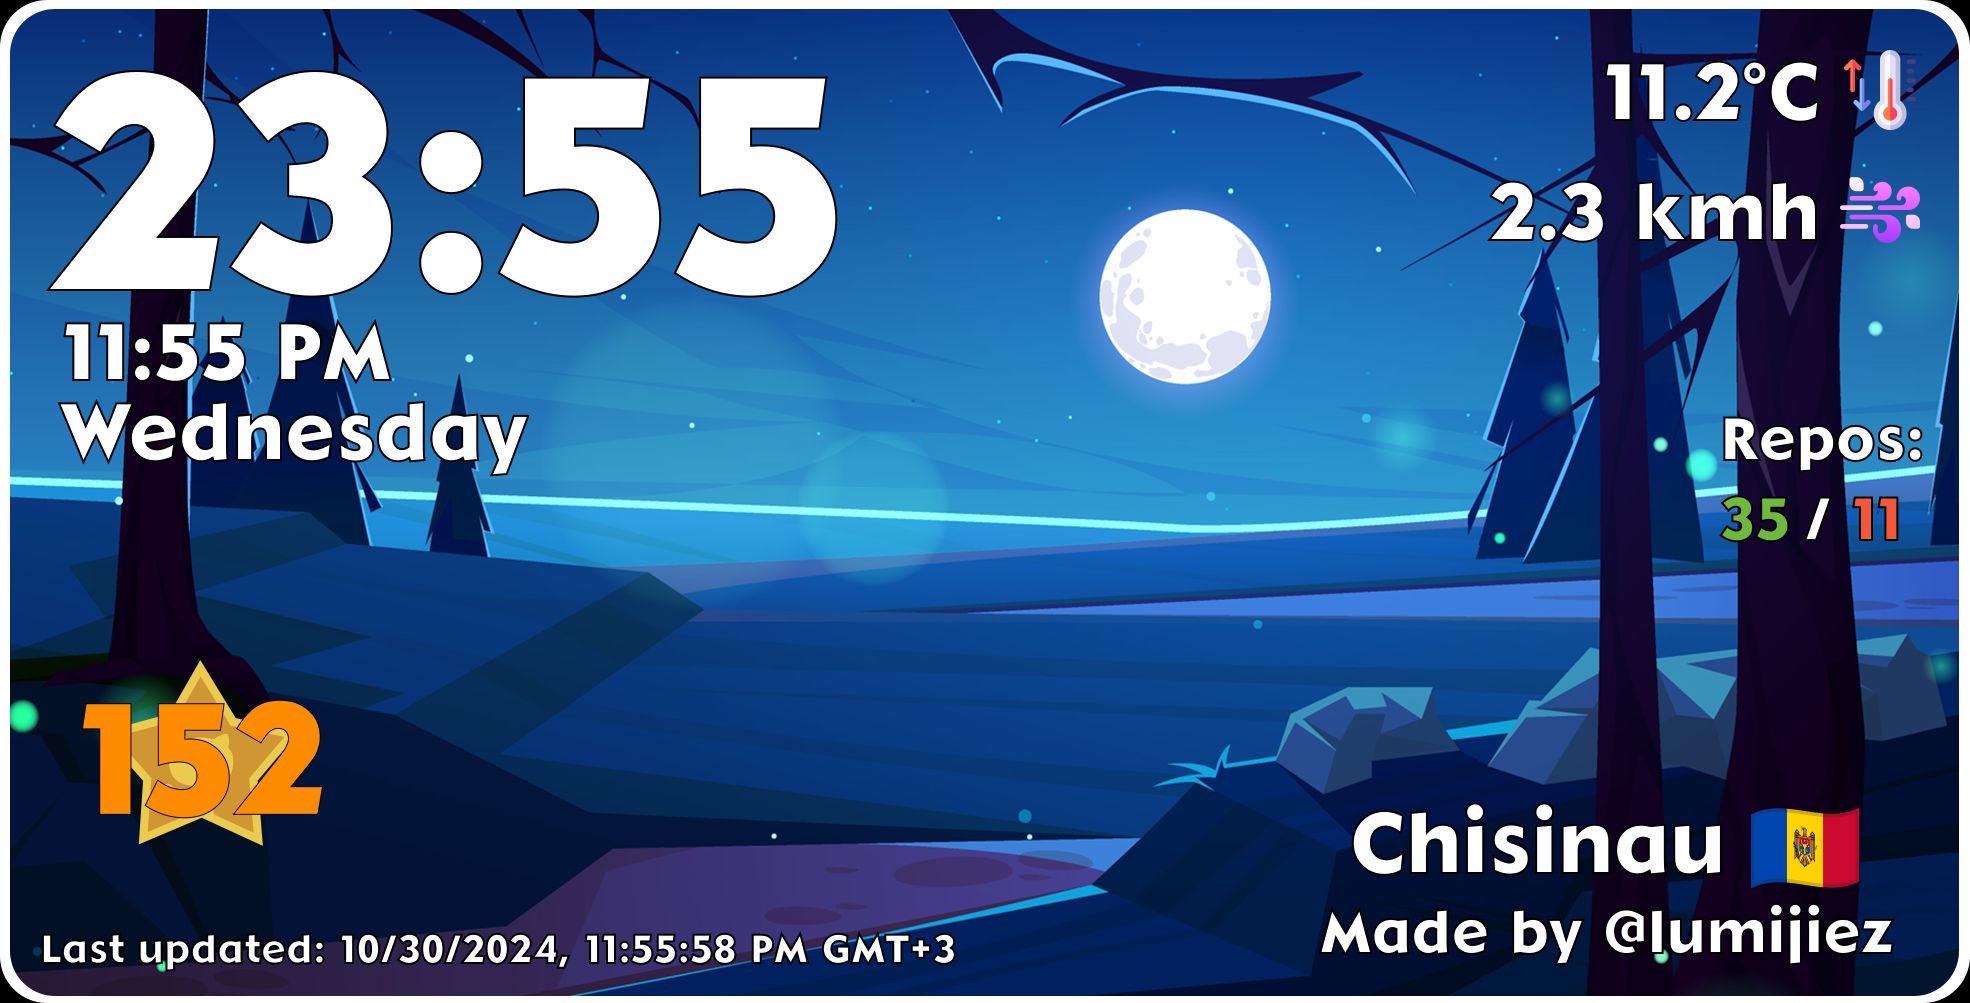 23:55
11:55 PM
Wednesday
11.2°C
2.3 kmh
Repos:
35 / 11
152
Chisinau
Made by @lumijiez
Last updated: 10/30/2024, 11:55:58 PM GMT+3